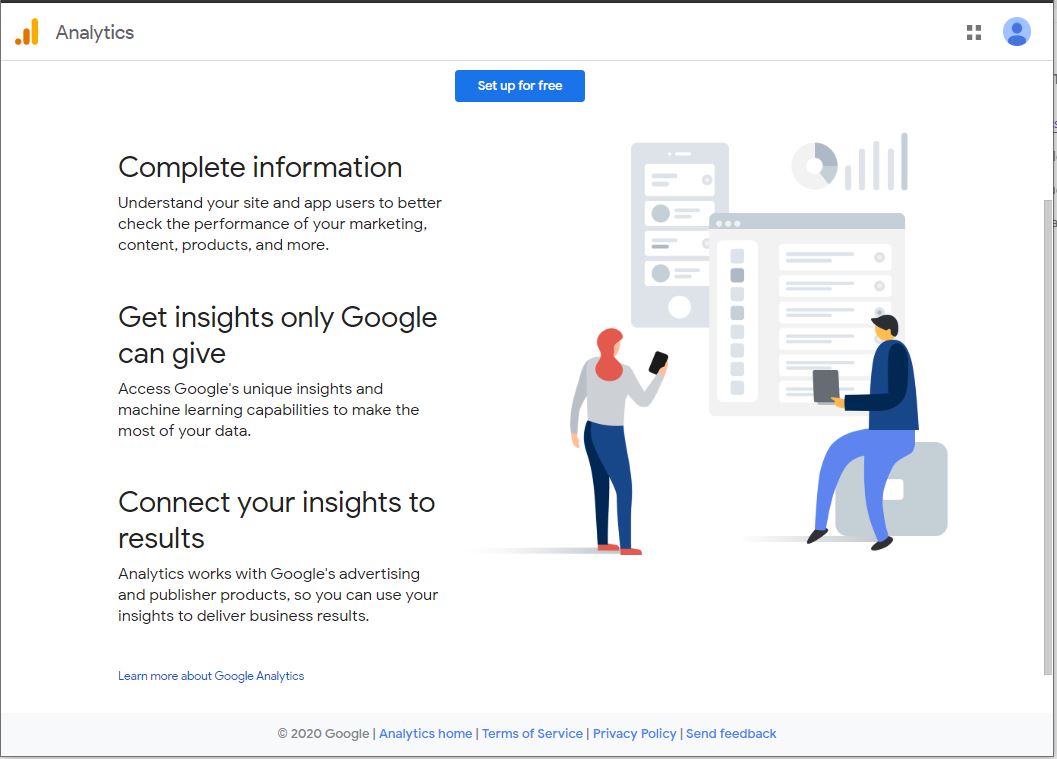 Analytics
Set up for free
Complete information
Understand your site and app users to better
check the performance of your marketing,
content, products, and more.
Get insights only Google
can give
Access Google's unique insights and
machine learning capabilities to make the
most of your data.
Connect your insights to
results
Analytics works with Google's advertising
and publisher products, so you can use your
insights to deliver business results.
Learn more about Google Analytics
© 2020 Google | Analytics home | Terms of Service | Privacy Policy | Send feedback